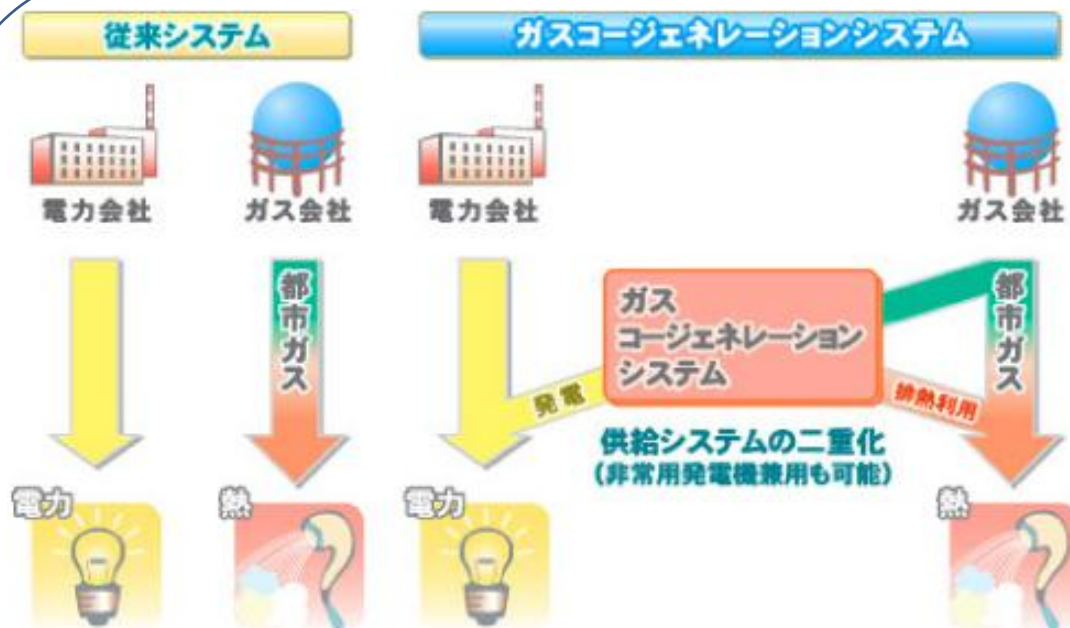 従来システム
ガスコージェネレーションシステム
電力会社
ガス会社
電力会社
ガス会社
都市ガス
ガス
コージェネレーション
システム
都市ガス
発電
排熱利用
供給システムの二重化
(非常用発電機兼用も可能)
電力
熱
電力
熱